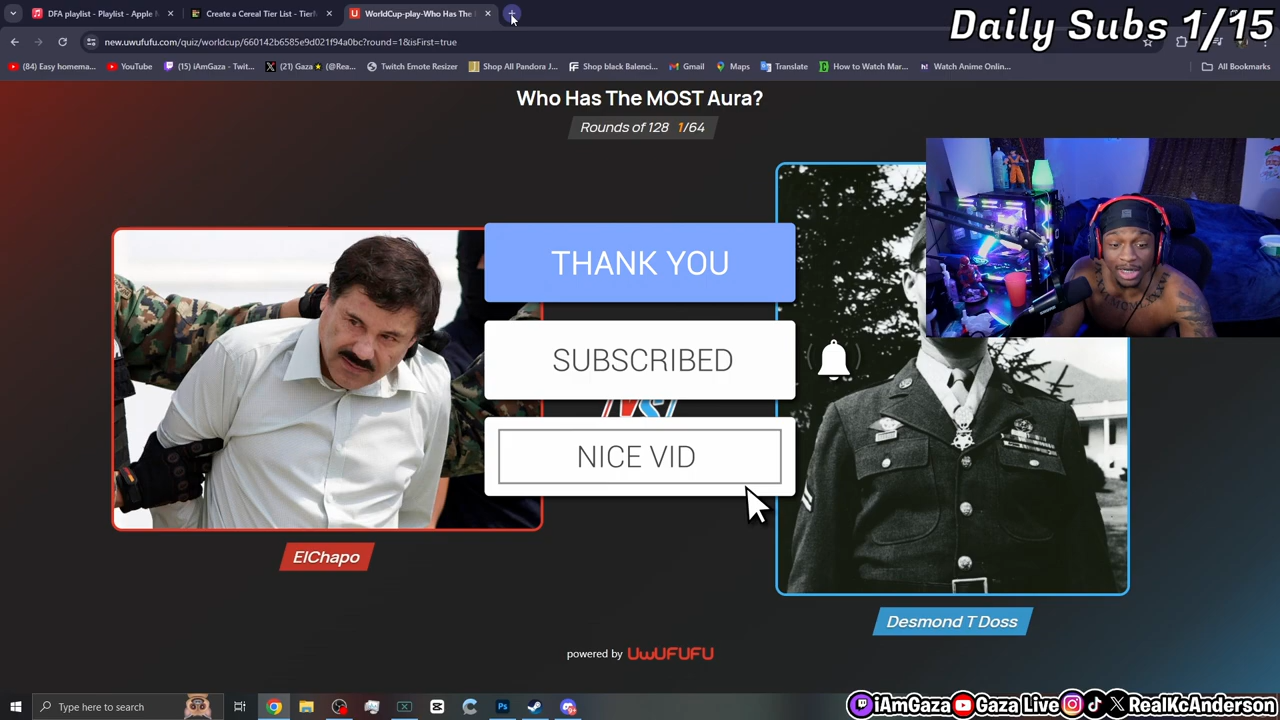 DFA playlist - Playlist - Apple M
Create a Cereal Tier List - Tierm
WorldCup-play-Who Has The M
Daily Subs 1/15
new.uwufufu.com/quiz/worldcup/660142b6585e9d021f94a0bc?round=1&isFirst=true
(84) Easy homema...
YouTube
(15) iAmGaza - Twit...
(21) Gaza★ (@Rea...
Twitch Emote Resizer
Shop All Pandora J...
Shop black Balenci...
Gmail
Maps
Translate
How to Watch Mar...
Watch Anime Onlin...
All Bookmarks
Who Has The MOST Aura?
Rounds of 128 1/64
THANK YOU
SUBSCRIBED
NICE VID
ElChapo
Desmond T Doss
powered by UwUFUFU
Type here to search
iAmGaza Gaza Live RealKcAnderson